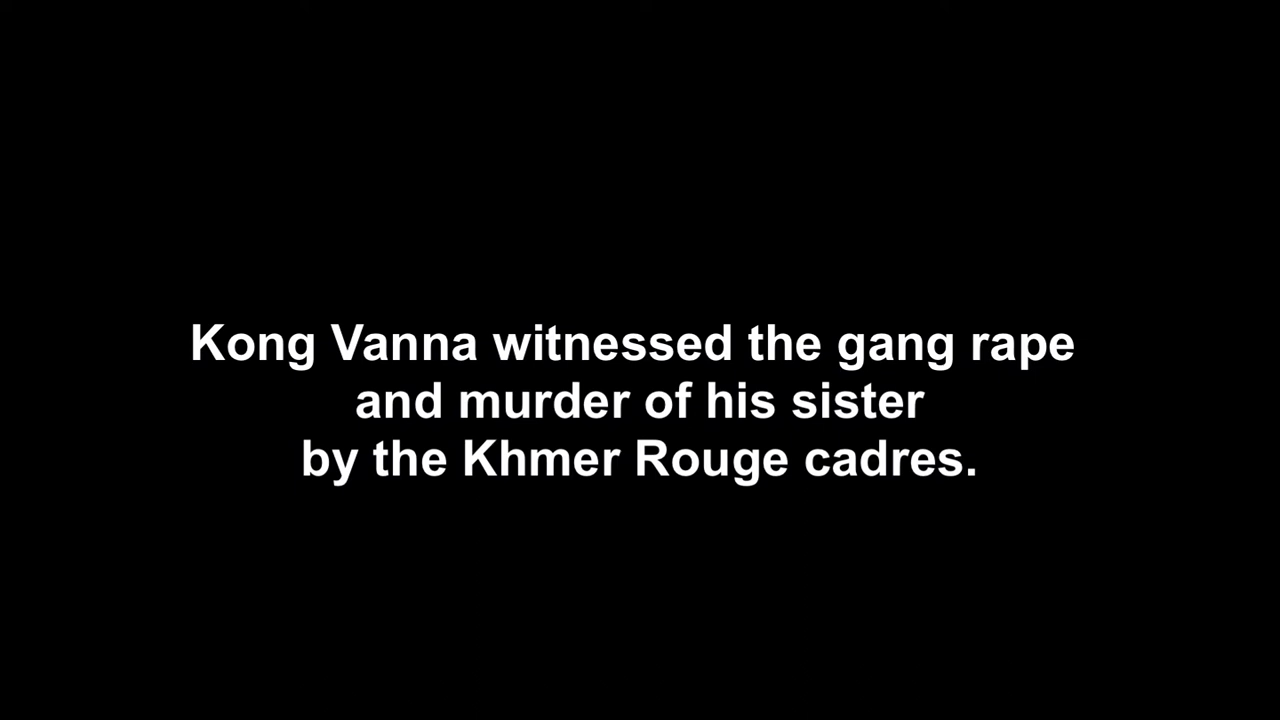 Kong Vanna witnessed the gang rape
and murder of his sister
by the Khmer Rouge cadres.